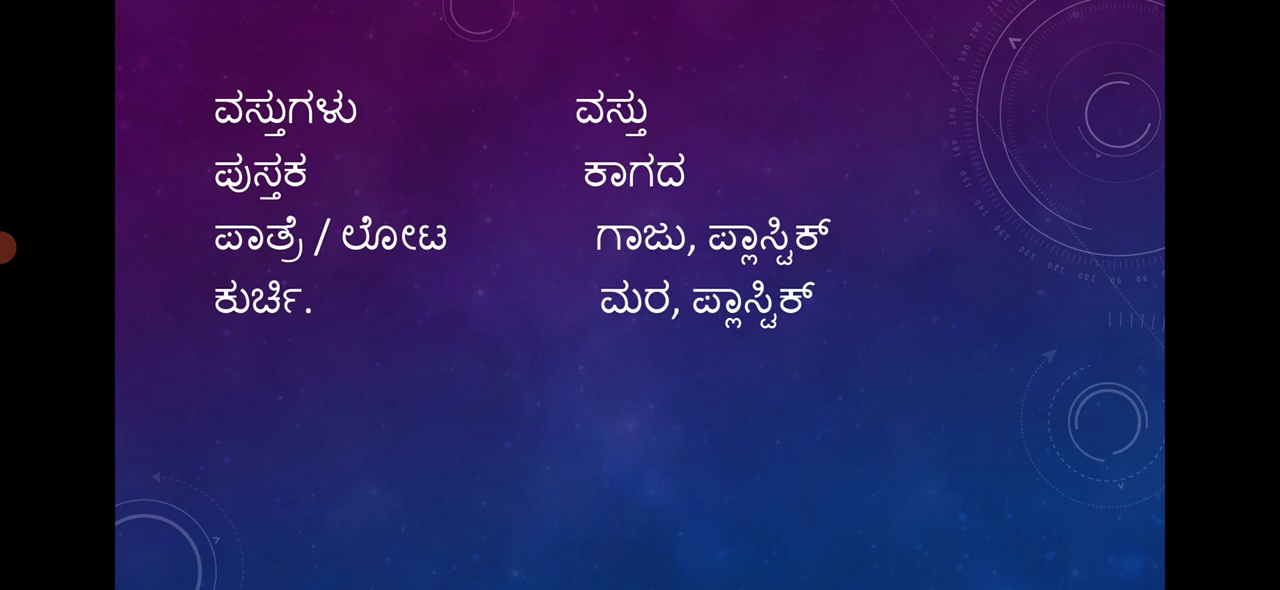 ವಸ್ತುಗಳು ವಸ್ತು
ಪುಸ್ತಕ ಕಾಗದ
ಪಾತ್ರೆ / ಲೋಟ ಗಾಜು, ಪ್ಲಾಸ್ಟಿಕ್
ಕುರ್ಚಿ. ಮರ, ಪ್ಲಾಸ್ಟಿಕ್